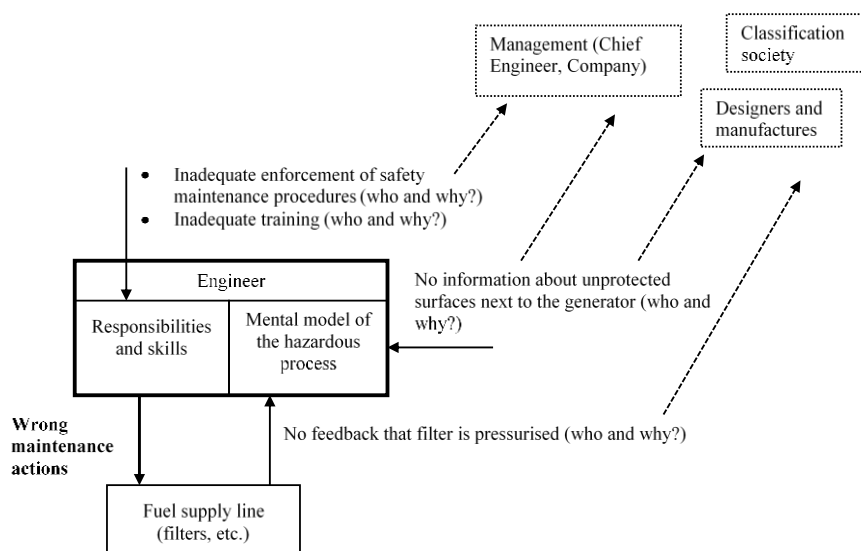 Management (Chief
Engineer, Company)
Classification
society
Designers and
manufactures
• Inadequate enforcement of safety
maintenance procedures (who and why?)
• Inadequate training (who and why?)
Engineer
Responsibilities
and skills
Mental model of
the hazardous
process
No information about unprotected
surfaces next to the generator (who and
why?)
Wrong
maintenance
actions
No feedback that filter is pressurised (who and why?)
Fuel supply line
(filters, etc.)